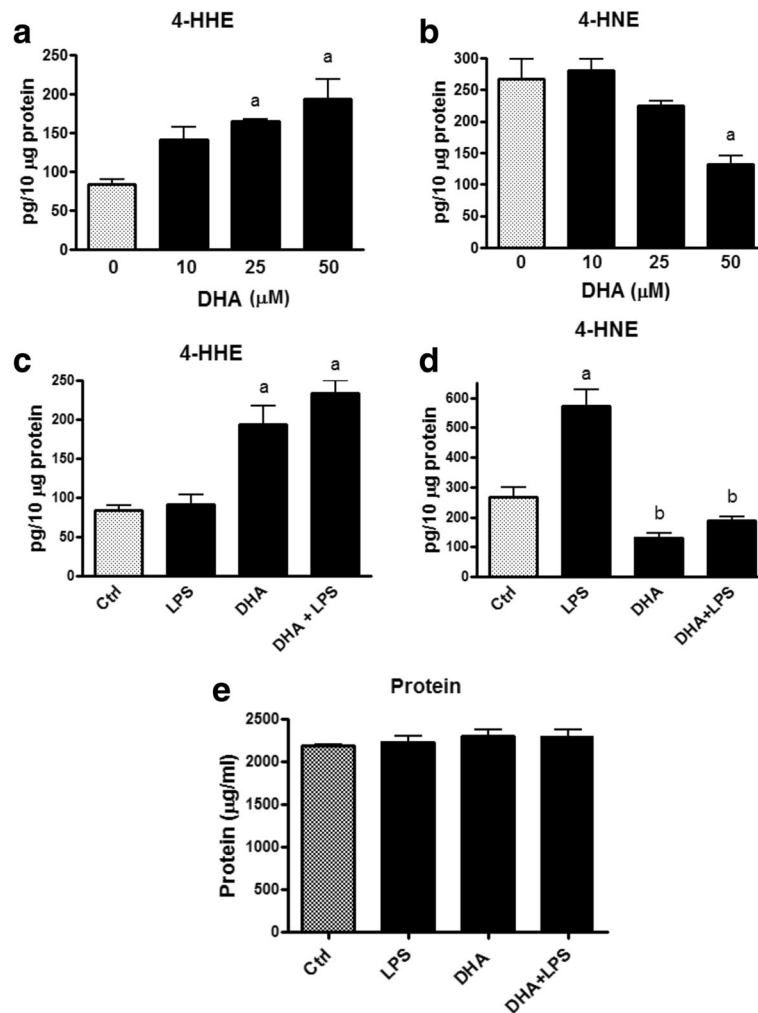 a
4-HHE
pg/10 µg protein
250
200
150
100
50
0
a
a
0 10 25 50
DHA (µM)
b
4-HNE
pg/10 µg protein
300
250
200
150
100
50
0
a
0 10 25 50
DHA (µM)
c
4-HHE
pg/10 µg protein
250
200
150
100
50
0
a
a
Ctrl
LPS
DHA
DHA + LPS
d
4-HNE
pg/10 µg protein
600
500
400
300
200
100
0
a
b
b
Ctrl
LPS
DHA
DHA+LPS
e
Protein
Protein (µg/ml)
2500
2000
1500
1000
500
0
Ctrl
LPS
DHA
DHA+LPS